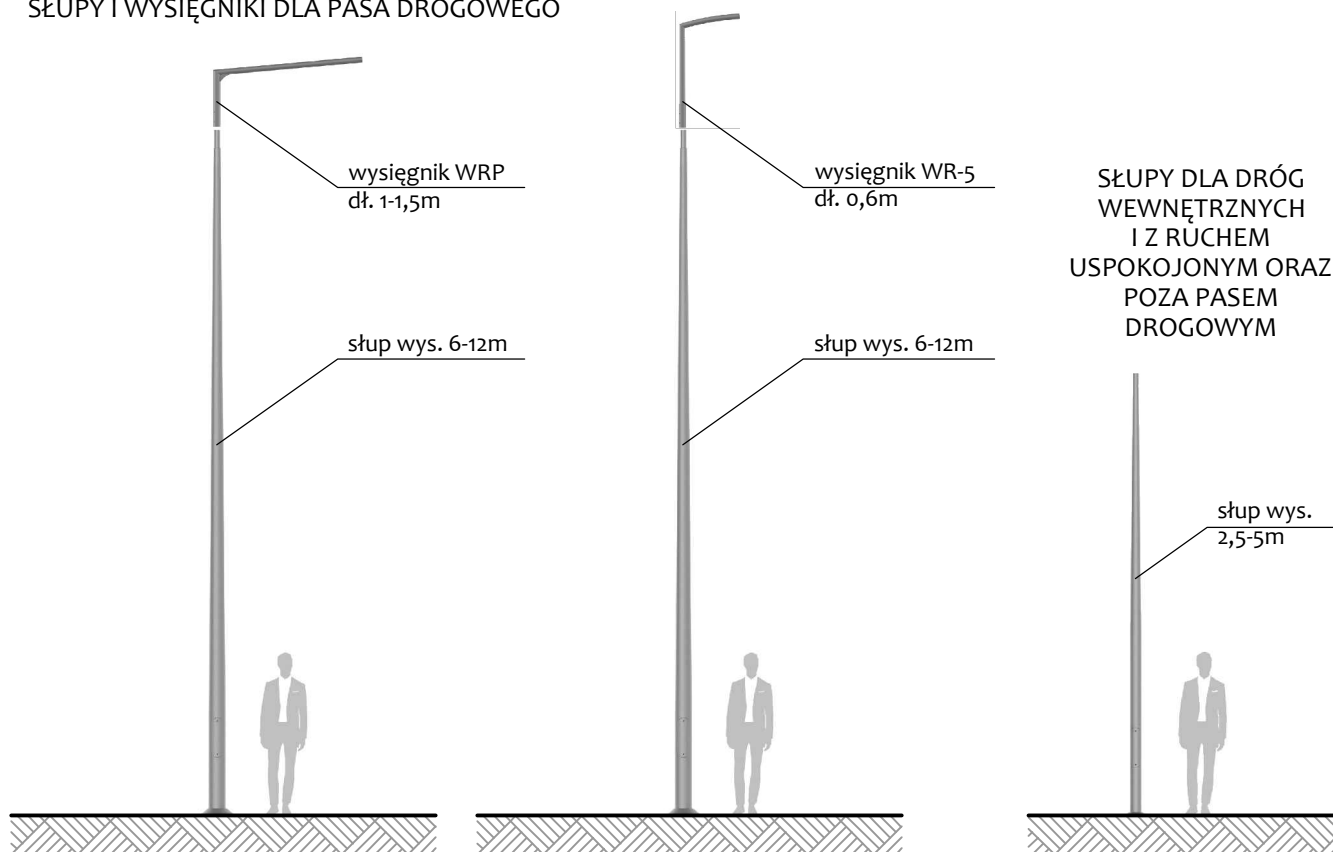 SŁUPY I WYSIĘGNIKI DLA PASA DROGOWEGO
wysięgnik WRP
dł. 1-1,5m
słup wys. 6-12m
wysięgnik WR-5
dł. 0,6m
słup wys. 6-12m
SŁUPY DLA DRÓG
WEWNĘTRZNYCH
I Z RUCHEM
USPOKOJONYM ORAZ
POZA PASEM
DROGOWYM
słup wys.
2,5-5m